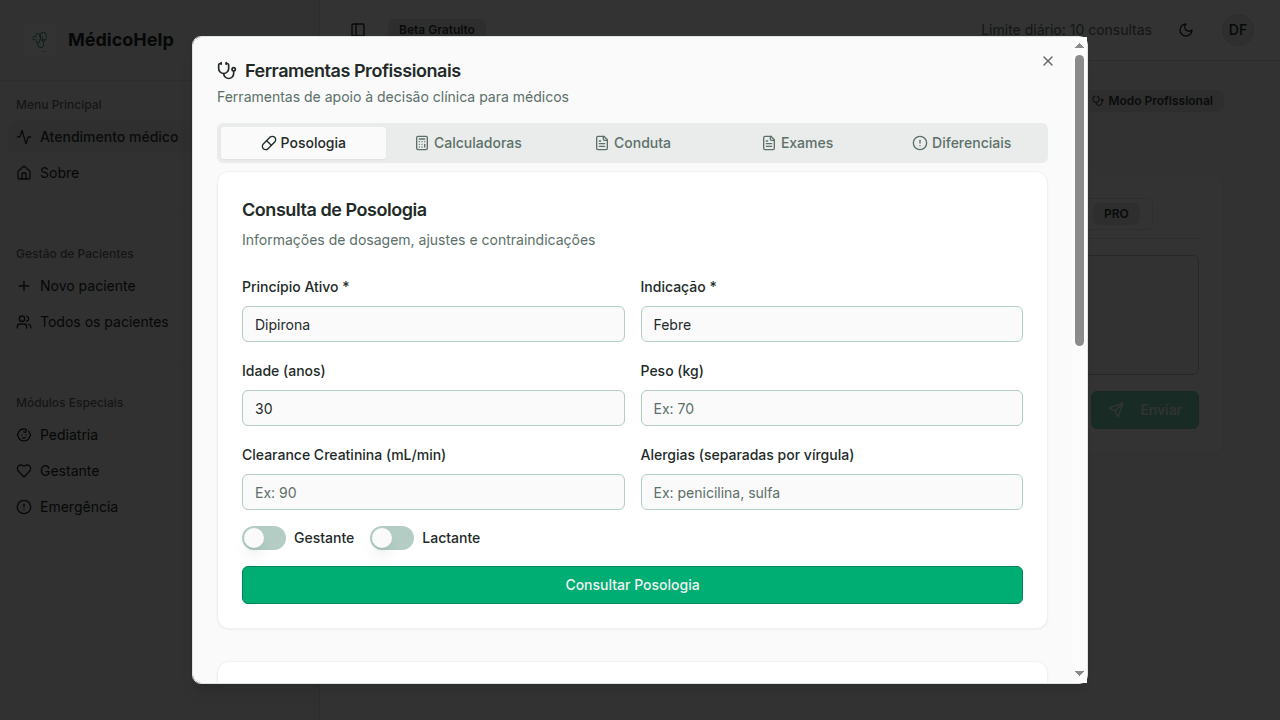 MédicoHelp
Beta Gratuito
Limite diário: 10 consultas
DF
Menu Principal
Atendimento médico
Sobre
Gestão de Pacientes
Novo paciente
Todos os pacientes
Módulos Especiais
Pediatria
Gestante
Emergência
Modo Profissional
PRO
Enviar
Ferramentas Profissionais
Ferramentas de apoio à decisão clínica para médicos
Posologia
Calculadoras
Conduta
Exames
Diferenciais
Consulta de Posologia
Informações de dosagem, ajustes e contraindicações
Princípio Ativo *
Indicação *
Dipirona
Febre
Idade (anos)
Peso (kg)
30
Ex: 70
Clearance Creatinina (mL/min)
Alergias (separadas por vírgula)
Ex: 90
Ex: penicilina, sulfa
Gestante
Lactante
Consultar Posologia